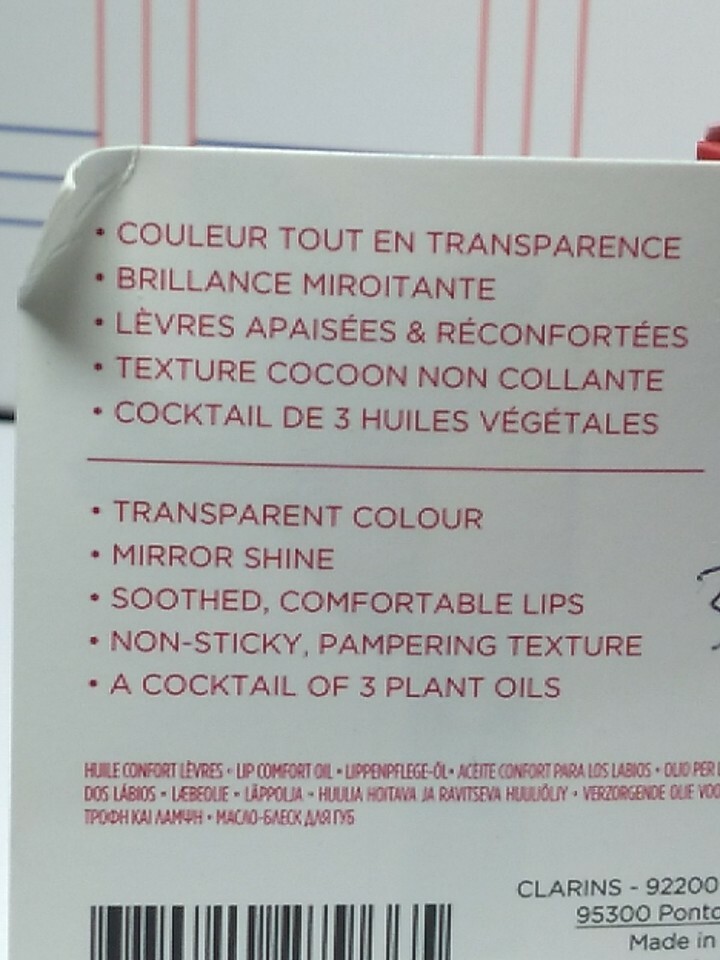 • COULEUR TOUT EN TRANSPARENCE
• BRILLANCE MIROITANTE
• LÈVRES APAISÉES & RÉCONFORTÉES
• TEXTURE COCOON NON COLLANTE
• COCKTAIL DE 3 HUILES VÉGÉTALES
• TRANSPARENT COLOUR
• MIRROR SHINE
• SOOTHED, COMFORTABLE LIPS
• NON-STICKY, PAMPERING TEXTURE
• A COCKTAIL OF 3 PLANT OILS
HUILE CONFORT LÈVRES • LIP COMFORT OIL • LIPPENPFLEGE-ÖL • ACEITE CONFORT PARA LOS LABIOS • OLIO PER
DOS LÁBIOS • LÆBEOLIE • LÄPPOLJA • HUULIA HOITAVA JA RAVITSEVA HUULIÖLJY • VERZORGENDE OLIE
ΤΡΟΦΗ ΚΑΙ ΛΑΜΨΗ • МАСЛО-БЛЕСК ДЛЯ ГУБ
CLARINS - 92200
95300
Made in